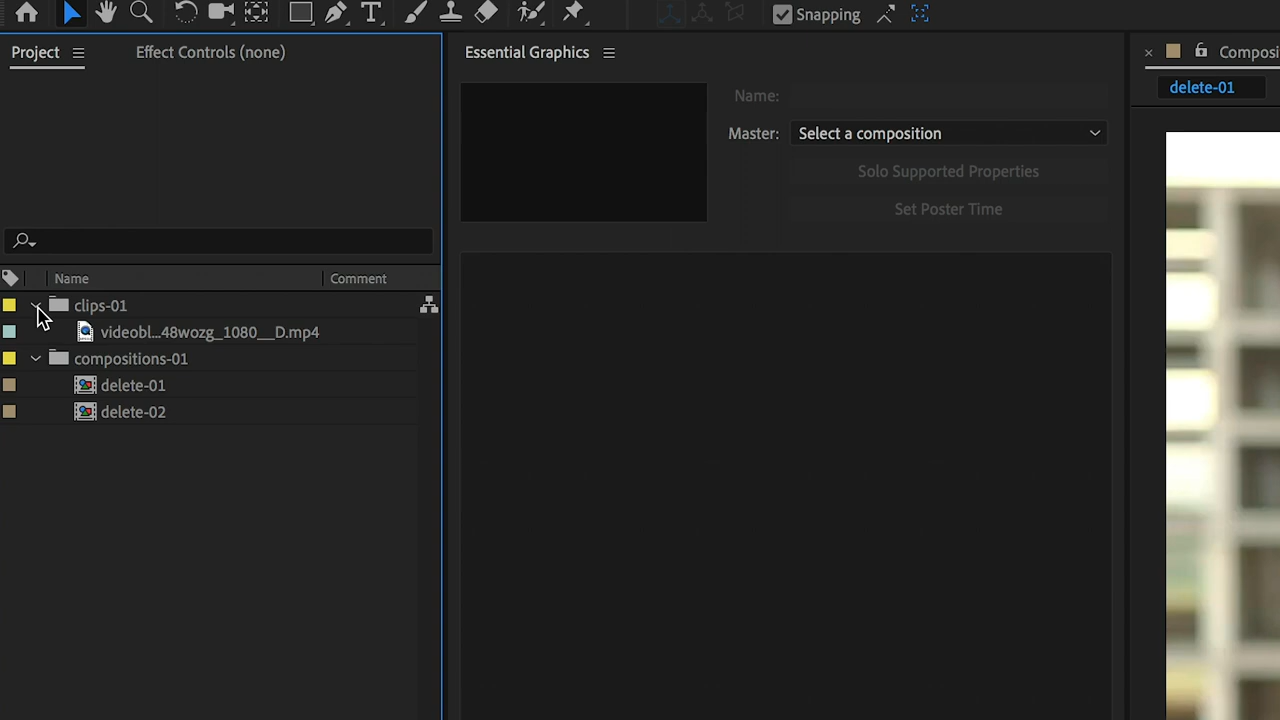 Snapping
Project
Effect Controls (none)
Essential Graphics
Composi
delete-01
Name:
Master:
Select a composition
Solo Supported Properties
Set Poster Time
Name
Comment
clips-01
videobl...48wozg_1080__D.mp4
compositions-01
delete-01
delete-02